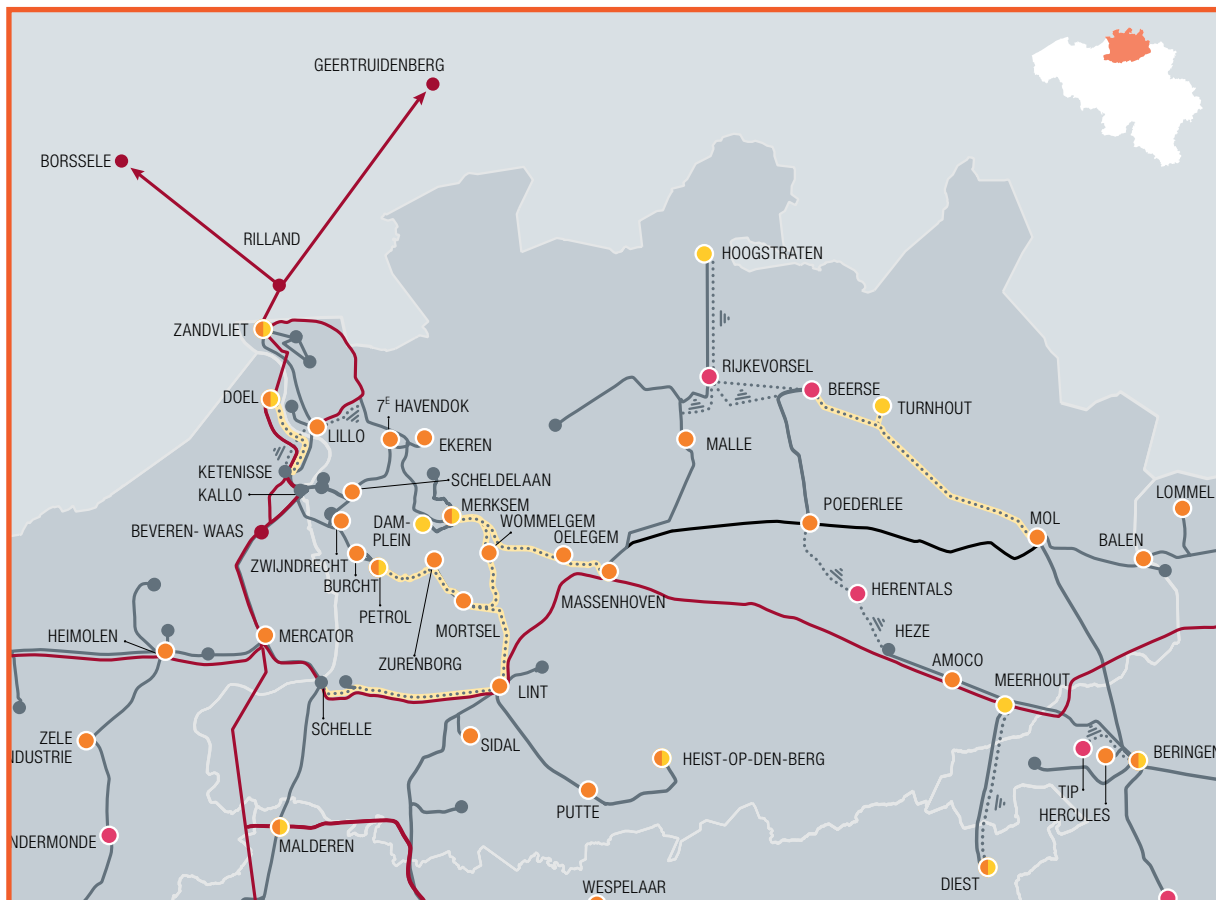 GEERTRUIDENBERG
BORSSELE
RILLAND
HOOGSTRATEN
ZANDVLIET
RIJKEVORSEL
BEERSE
DOEL
TURNHOUT
7E HAVENDOK
LILLO
EKEREN
MALLE
KETENISSE
SCHELDELAAN
KALLO
LOMMEL
MERKSEM
POEDERLEE
WOMMELGEM
DAM-
PLEIN
OELEGEM
MOL
BEVEREN- WAAS
BALEN
ZWIJNDRECHT
BURCHT
MASSENHOVEN
HERENTALS
PETROL
MORTSEL
HEIMOLEN
MERCATOR
HEZE
ZURENBORG
AMOCO
MEERHOUT
LINT
SCHELLE
ZELE
INDUSTRIE
SIDAL
HEIST-OP-DEN-BERG
BERINGEN
TIP
PUTTE
HERCULES
NDERMONDE
MALDEREN
DIEST
WESPELAAR